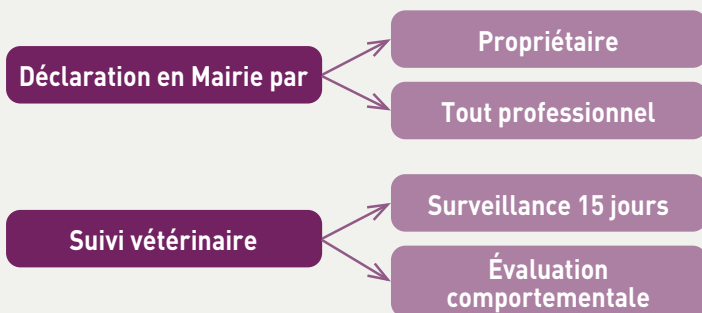 Déclaration en Mairie par
Propriétaire
Tout professionnel
Suivi vétérinaire
Surveillance 15 jours
Évaluation
comportementale